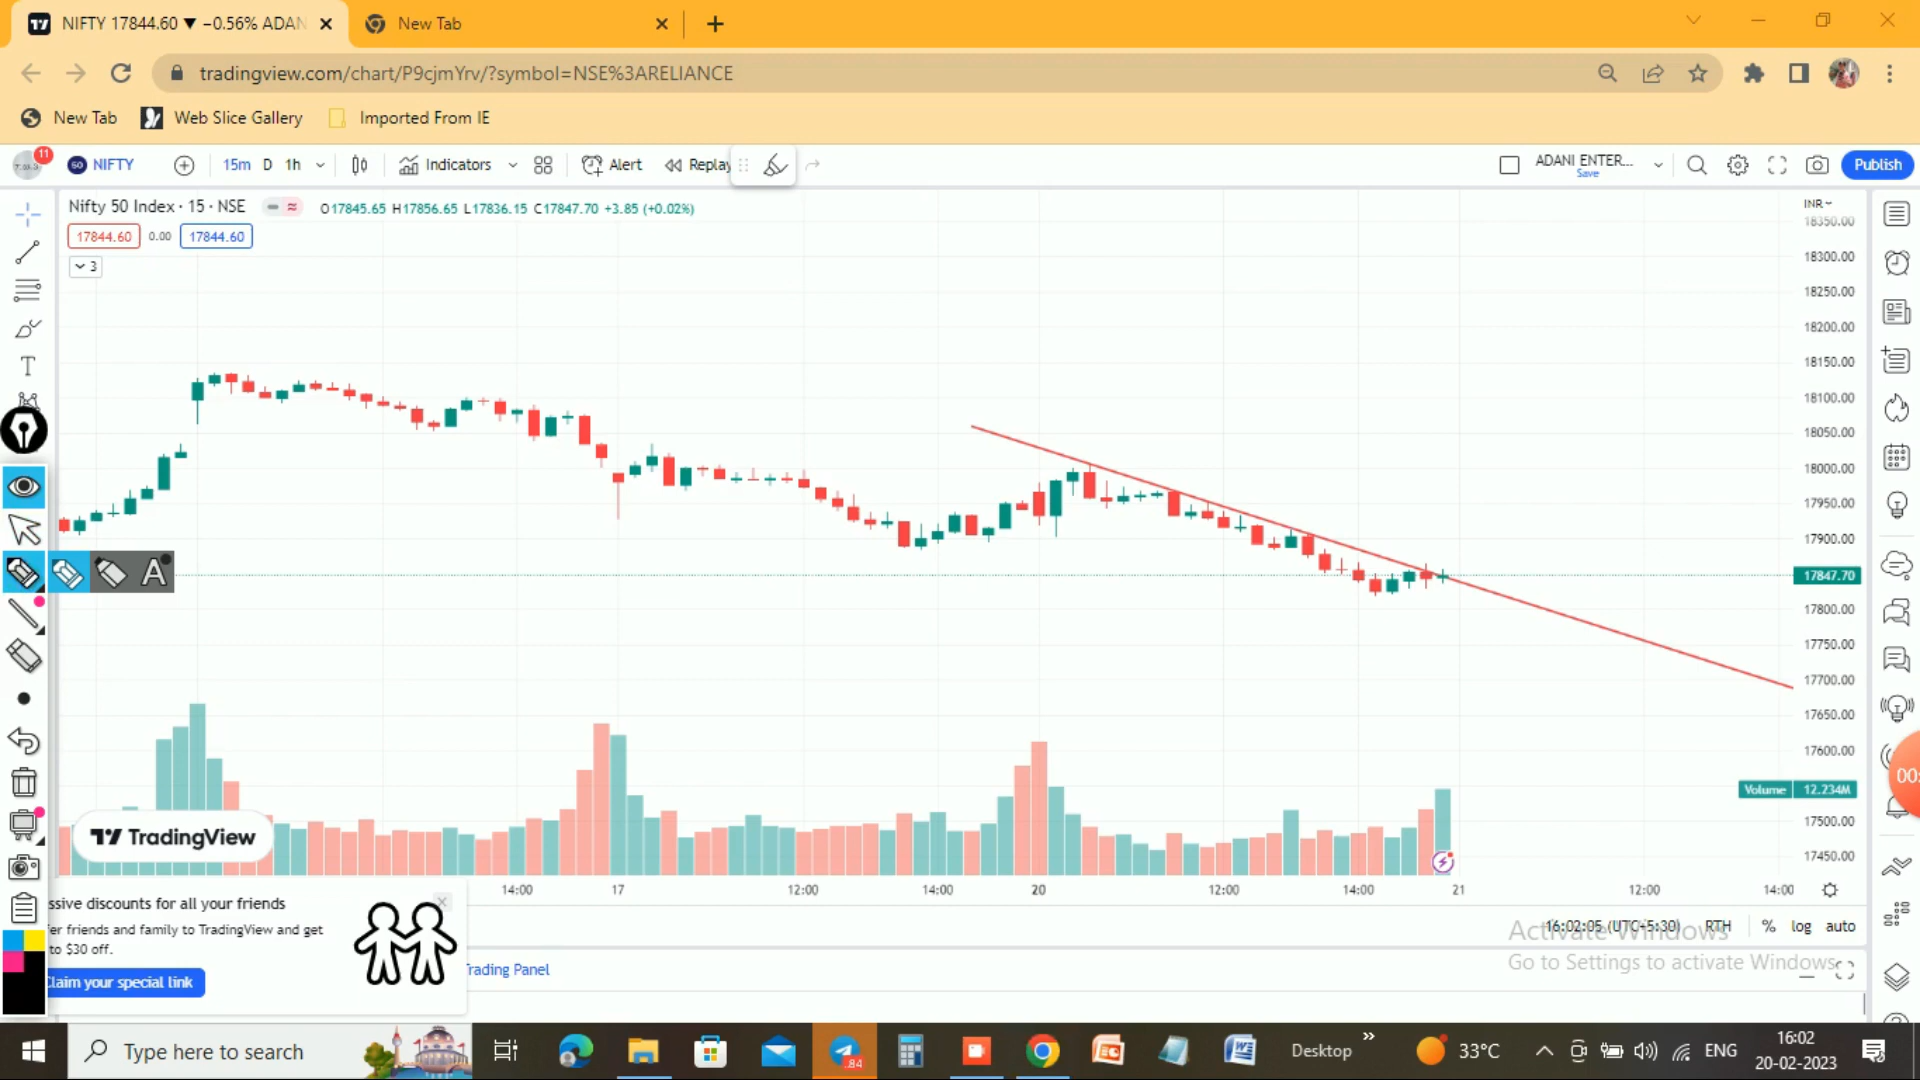 NIFTY 17844.60 ▼ −0.56% ADAN
New Tab
tradingview.com/chart/P9cjmYrv/?symbol=NSE%3ARELIANCE
New Tab
Web Slice Gallery
Imported From IE
11
50 NIFTY
15m D 1h
Indicators
Alert
Replay
ADANI ENTER...
Save
Publish
Nifty 50 Index · 15 · NSE
O17845.65 H17856.65 L17836.15 C17847.70 +3.85 (+0.02%)
INR
17844.60 0.00 17844.60
3
18350.00
18300.00
18250.00
18200.00
18150.00
18100.00
18050.00
18000.00
17950.00
17900.00
17847.70
17800.00
17750.00
17700.00
17650.00
17600.00
Volume 12.234M
17500.00
17450.00
A
T
00:
TradingView
14:00 17 12:00 14:00 20 12:00 14:00 21 12:00 14:00
ssive discounts for all your friends
er friends and family to TradingView and get
to $30 off.
Claim your special link
16:02:05 (UTC+5:30) RTH % log auto
Activate Windows
Go to Settings to activate Windows.
Trading Panel
Type here to search
84
Desktop
33°C
ENG
16:02
20-02-2023